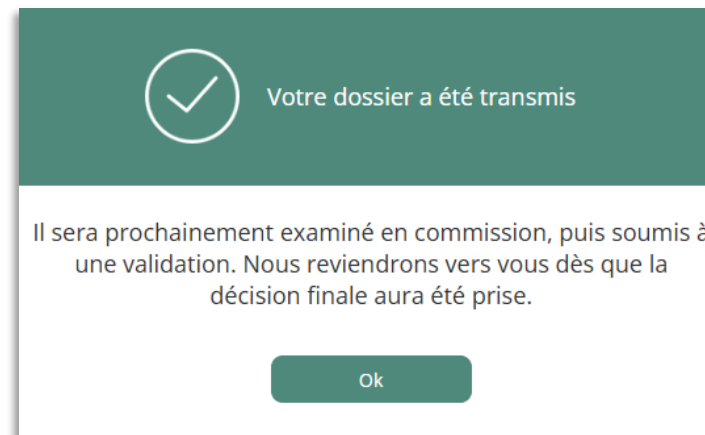 Votre dossier a été transmis
Il sera prochainement examiné en commission, puis soumis à
une validation. Nous reviendrons vers vous dès que la
décision finale aura été prise.
Ok